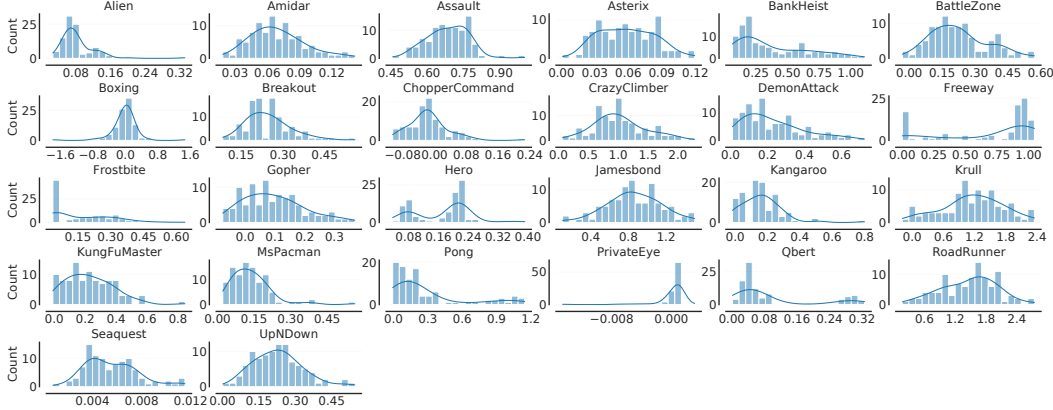 Alien Amidar Assault Asterix BankHeist BattleZone
Count 25 0 10 0 10 0 10 0 10 0 10 0
0.08 0.16 0.24 0.32 0.03 0.06 0.09 0.12 0.45 0.60 0.75 0.90 0.00 0.03 0.06 0.09 0.12 0.25 0.50 0.75 1.00 0.00 0.15 0.30 0.45 0.60
Boxing Breakout ChopperCommand CrazyClimber DemonAttack Freeway
Count 25 0 10 0 20 0 10 0 10 0 25 0
−1.6 −0.8 0.0 0.8 1.6 0.15 0.30 0.45 −0.08 0.00 0.08 0.16 0.24 0.5 1.0 1.5 2.0 0.0 0.2 0.4 0.6 0.00 0.25 0.50 0.75 1.00
Frostbite Gopher Hero Jamesbond Kangaroo Krull
Count 25 0 10 0 25 0 10 0 20 10 0 10 0
0.15 0.30 0.45 0.60 0.0 0.1 0.2 0.3 0.08 0.16 0.24 0.32 0.40 0.4 0.8 1.2 0.0 0.2 0.4 0.6 0.8 0.0 0.6 1.2 1.8 2.4
KungFuMaster MsPacman Pong PrivateEye Qbert RoadRunner
Count 10 0 10 0 20 10 0 50 0 25 0 10 0
0.0 0.2 0.4 0.6 0.8 0.0 0.2 0.4 0.0 0.3 0.6 0.9 1.2 −0.008 0.000 0.00 0.08 0.16 0.24 0.32 0.6 1.2 1.8 2.4
Seaquest UpNDown
Count 10 0 10 0
0.004 0.008 0.012 0.00 0.15 0.30 0.45